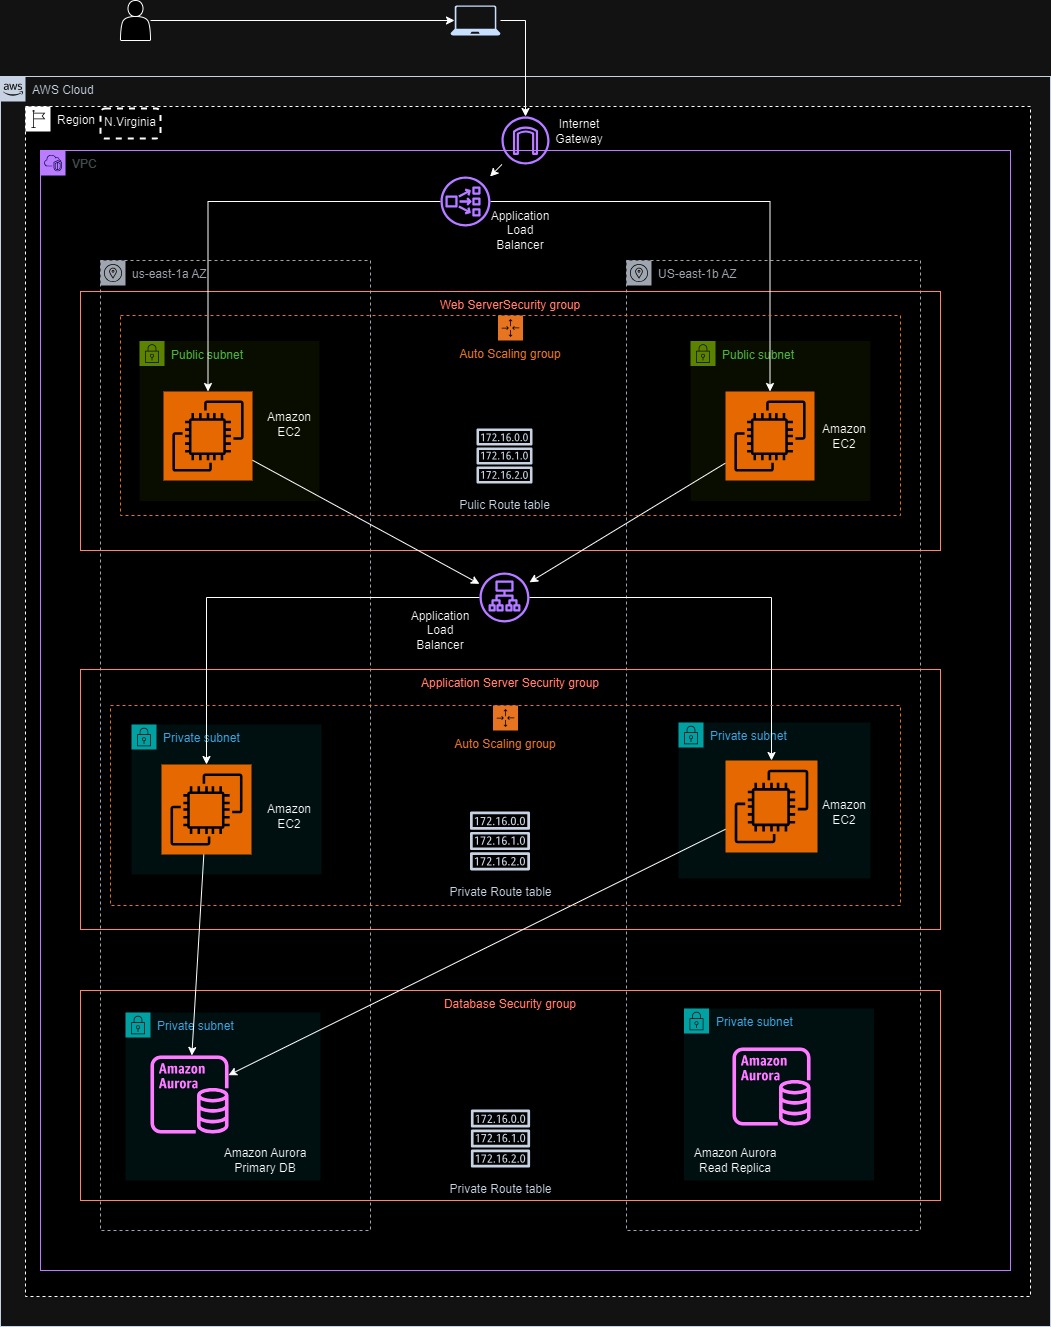 aws
AWS Cloud
Region
N.Virginia
Internet
Gateway
VPC
Application
Load
Balancer
us-east-1a AZ
US-east-1b AZ
Web ServerSecurity group
Auto Scaling group
Public subnet
Public subnet
Amazon
EC2
Amazon
EC2
172.16.0.0
172.16.1.0
172.16.2.0
Pulic Route table
Application
Load
Balancer
Application Server Security group
Auto Scaling group
Private subnet
Private subnet
Amazon
EC2
Amazon
EC2
172.16.0.0
172.16.1.0
172.16.2.0
Private Route table
Database Security group
Private subnet
Private subnet
Amazon
Aurora
Amazon
Aurora
172.16.0.0
172.16.1.0
172.16.2.0
Amazon Aurora
Primary DB
Amazon Aurora
Read Replica
Private Route table